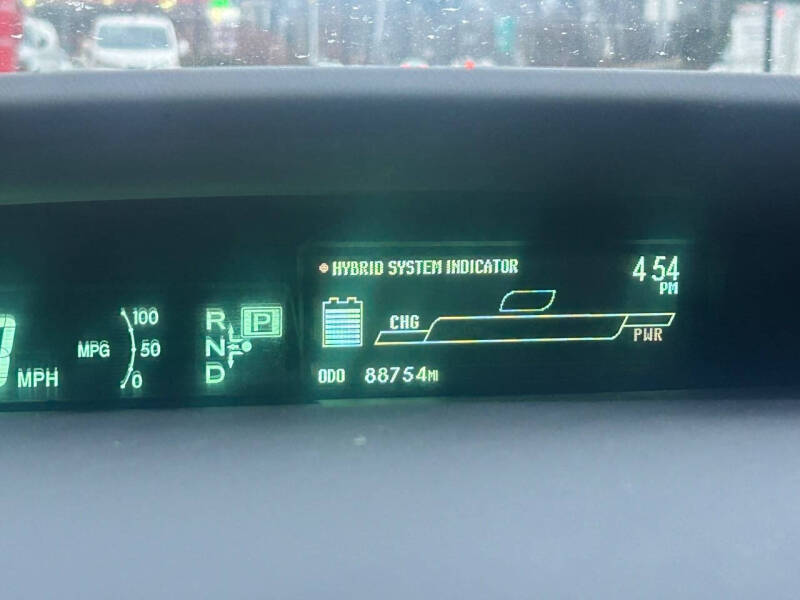 HYBRID SYSTEM INDICATOR
4:54
PM
CHG
PWR
ODO 88754MI
MPH
MPG
100
50
0
R
N
D
P